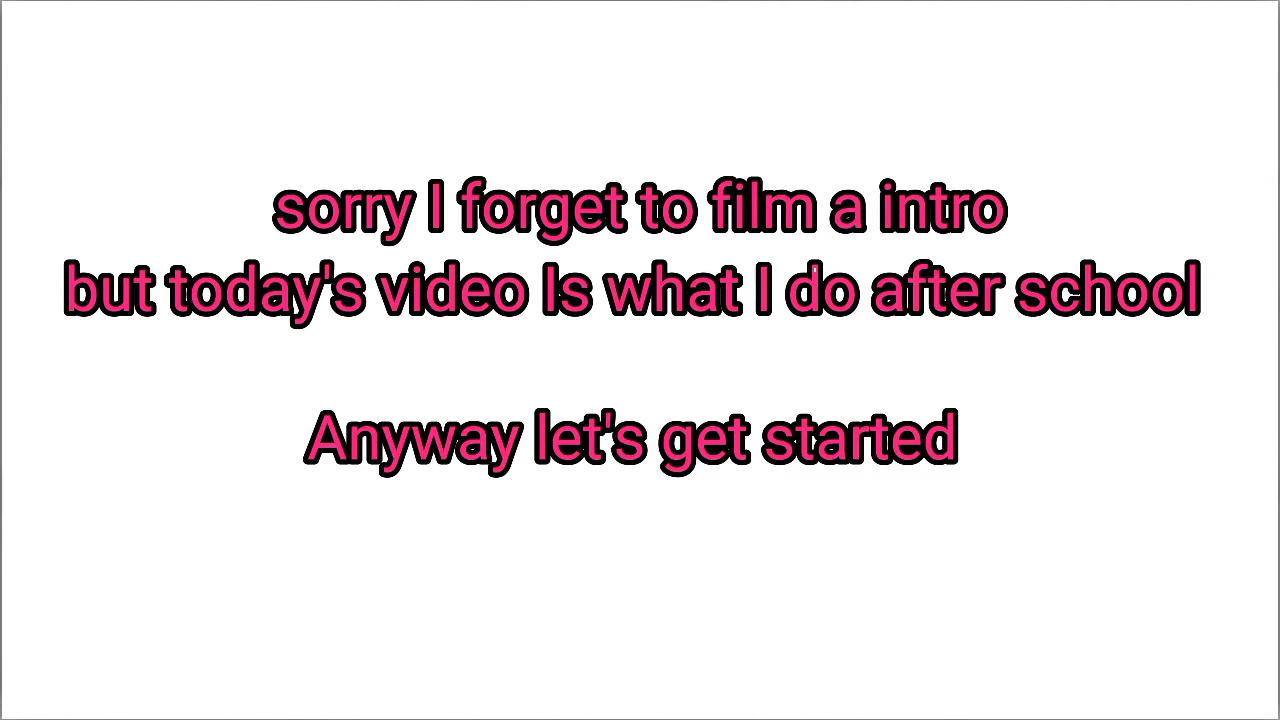 sorry I forget to film a intro
but today's video Is what I do after school
Anyway let's get started